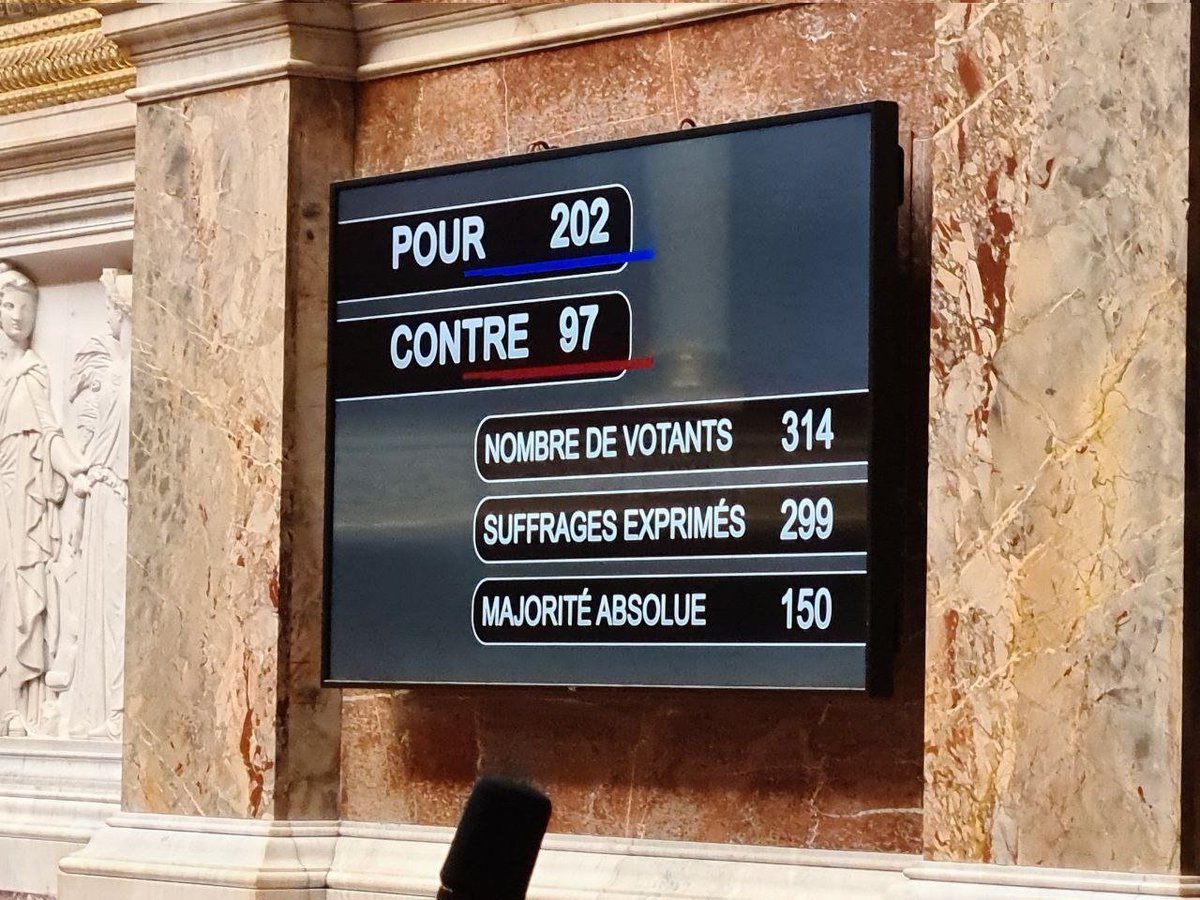 POUR 202
CONTRE 97
NOMBRE DE VOTANTS 314
SUFFRAGES EXPRIMÉS 299
MAJORITÉ ABSOLUE 150